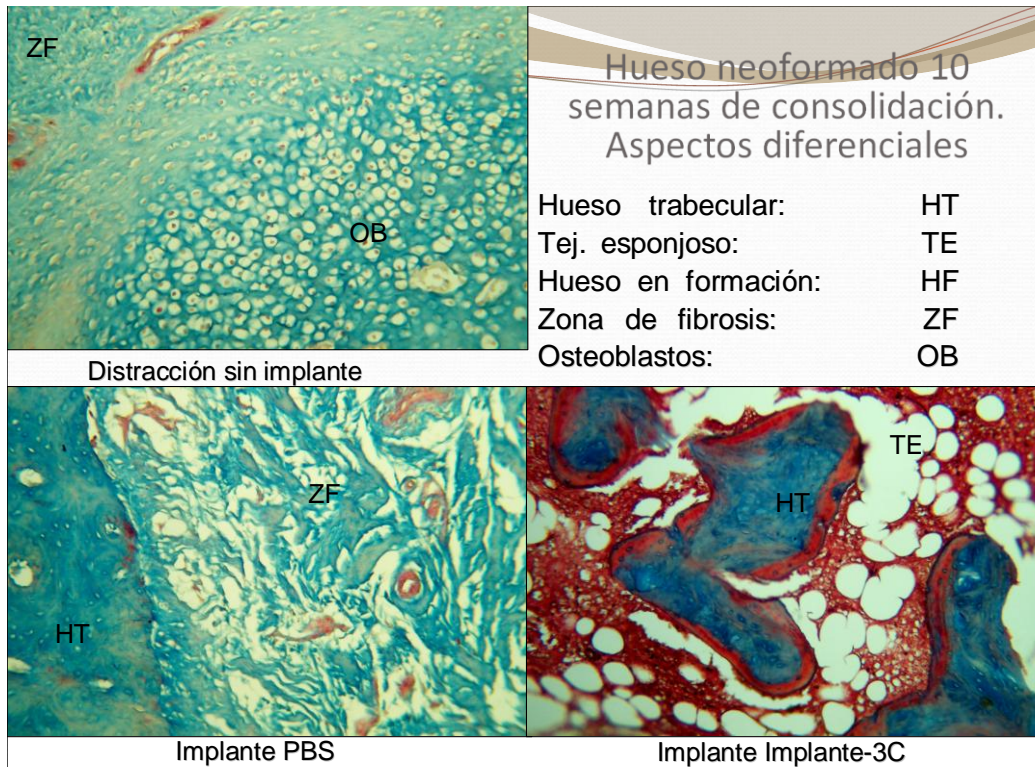 ZF
OB
Distracción sin implante
Hueso neoformado 10
semanas de consolidación.
Aspectos diferenciales
Hueso trabecular: HT
Tej. esponjoso: TE
Hueso en formación: HF
Zona de fibrosis: ZF
Osteoblastos: OB
ZF
HT
Implante PBS
TE
HT
Implante Implante-3C